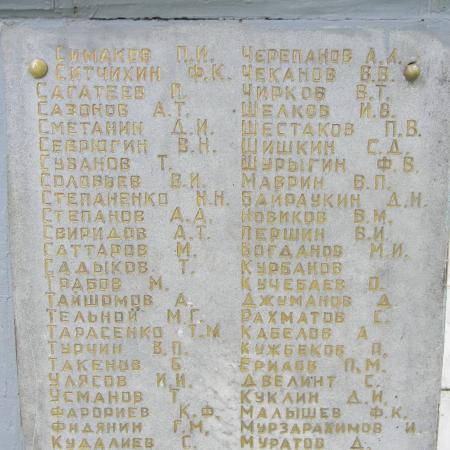 Симаков П.И.
Ситчихин Ф.К.
Сагатеев П.
Сазонов А.Т.
Сметанин Д.И.
Севрюгин В.Н.
Субанов Т.
Соловьев В.И.
Степаненко Н.Н.
Степанов А.А.
Свиридов А.Т.
Саттаров М.
Садыков Т.
Трабов М.
Тайшомов А.
Тельной М.Г.
Тарасенко Т.М
Турчин В.П.
Такенов Б.
Улясов И.И.
Усманов Т.
Фарориев К.Ф.
Фидянин Г.М.
Кудалиев С.
Черепанов А.А.
Чеканов В.В.
Чирков В.Т.
Шелков И.В.
Шестаков П.В.
Шишкин С.Д.
Шурыгин Ф.В.
Маврин В.П.
Байраукин Д.Н.
Новиков В.М.
Першин В.И.
Богданов М.И.
Курбанов
Кучебаев О.
Джуманов Д.
Рахматов С.
Кабелов А
Кужбеков О.
Ерилов П.М.
Двелинт С.
Куклин Д.И.
Малышев Ф.К.
Мурзарахимов И.
Муратов Д.